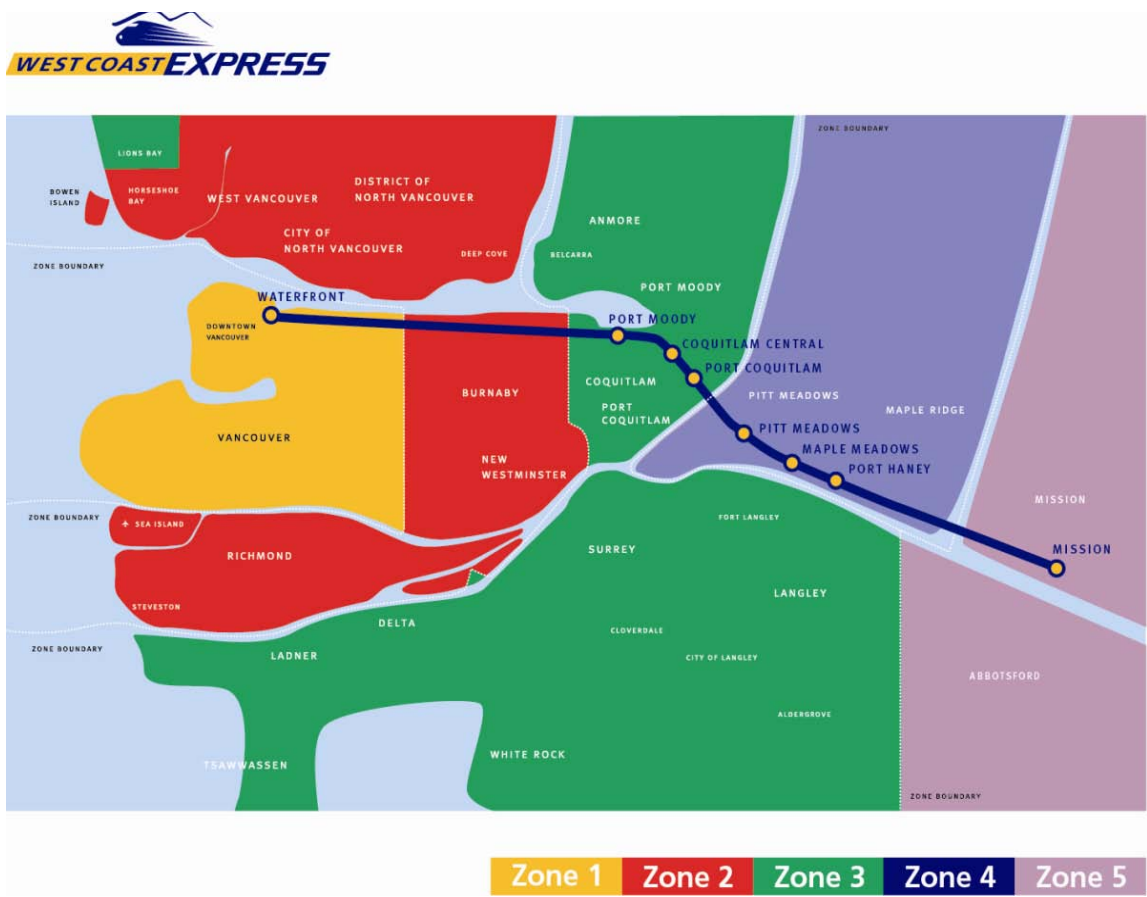 WEST COAST EXPRESS
ZONE BOUNDARY
LIONS BAY
BOWEN
ISLAND
HORSESHOE
BAY
WEST VANCOUVER
DISTRICT OF
NORTH VANCOUVER
CITY OF
NORTH VANCOUVER
DEEP COVE
ANMORE
BELCARRA
ZONE BOUNDARY
PORT MOODY
WATERFRONT
PORT MOODY
DOWNTOWN
VANCOUVER
COQUITLAM CENTRAL
PORT COQUITLAM
COQUITLAM
BURNABY
PITT MEADOWS
PORT
COQUITLAM
MAPLE RIDGE
VANCOUVER
PITT MEADOWS
MAPLE MEADOWS
PORT HANEY
NEW
WESTMINSTER
MISSION
ZONE BOUNDARY
SEA ISLAND
FORT LANGLEY
RICHMOND
SURREY
MISSION
STEVESTON
LANGLEY
DELTA
CLOVERDALE
ZONE BOUNDARY
LADNER
CITY OF LANGLEY
ABBOTSFORD
ALDERGROVE
WHITE ROCK
TSAWWASSEN
ZONE BOUNDARY
Zone 1 Zone 2 Zone 3 Zone 4 Zone 5